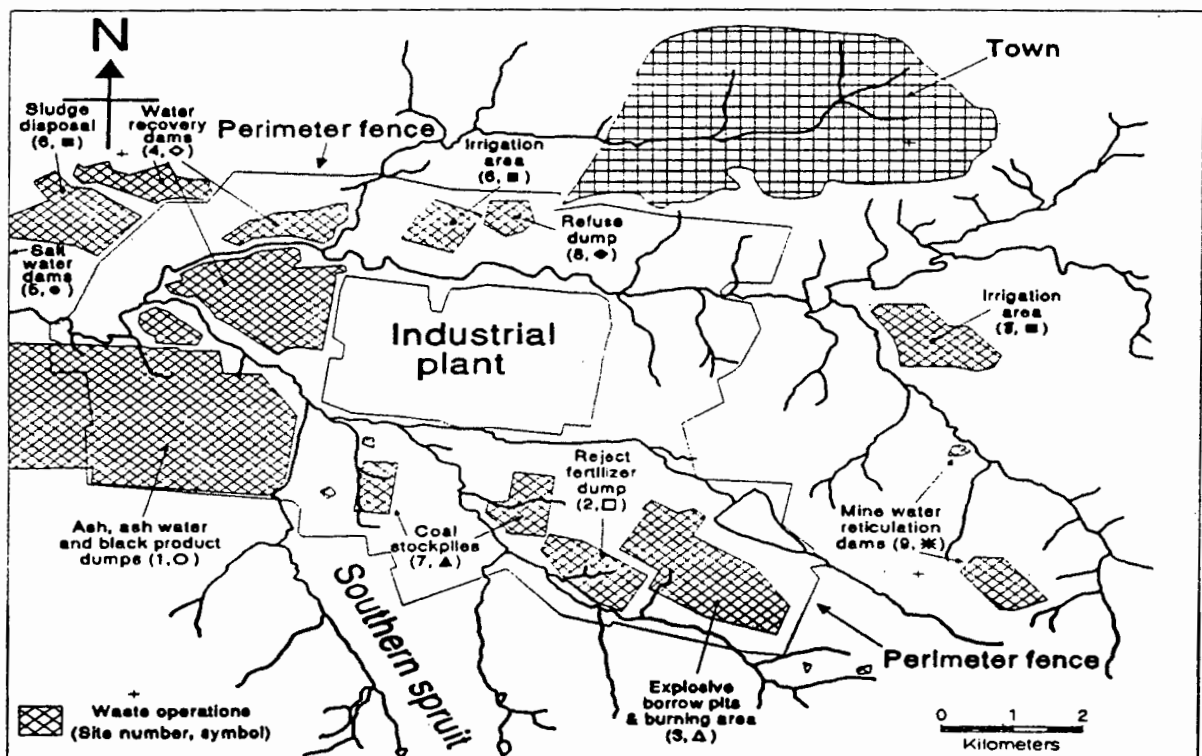 N
Town
Sludge
disposal
(6, ■)
Water
recovery
dams
(4, ◇)
Perimeter fence
Irrigation
area
(6, ■)
Refuse
dump
(8, ◆)
Salt
water
dams
(5, ●)
Industrial
plant
Irrigation
area
■)
Reject
fertilizer
dump
(2, □)
Mine water
reticulation
dams (9, ✳)
Ash, ash water
and black product
dumps (1, O)
Coal
stockpiles
(7, ▲)
Southern spruit
Perimeter fence
Explosive
borrow pits
& burning area
(3, △)
Waste operations
(Site number, symbol)
0 1 2
Kilometers